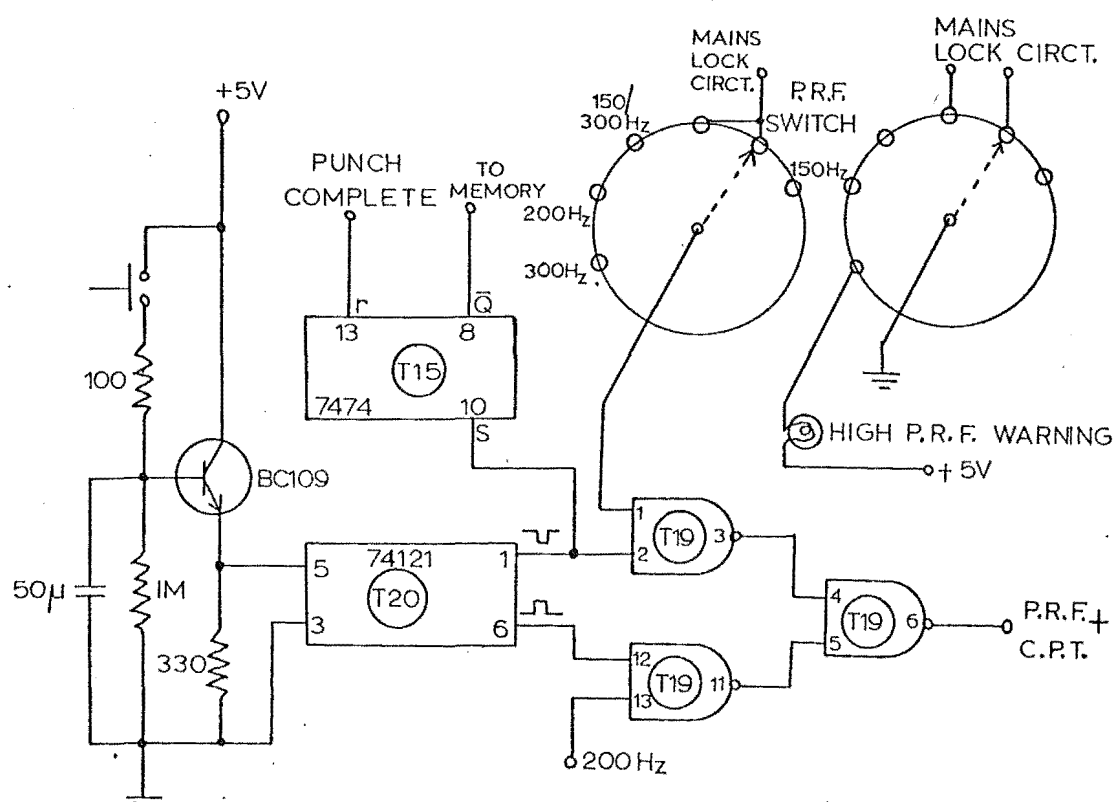 MAINS
LOCK
CIRCT.
MAINS
LOCK CIRCT.
P.R.F.
SWITCH
+5V
150/
300Hz
PUNCH
COMPLETE
TO
MEMORY
150Hz
200Hz
300Hz
r
Q̄
13
8
T15
100
7474
10
S
HIGH P.R.F. WARNING
+5V
BC109
1
T19
3
2
74121
5
1
50µ
1M
T20
4
T19
6
P.R.F.+
C.P.T.
3
6
5
330
12
T19
11
13
200Hz